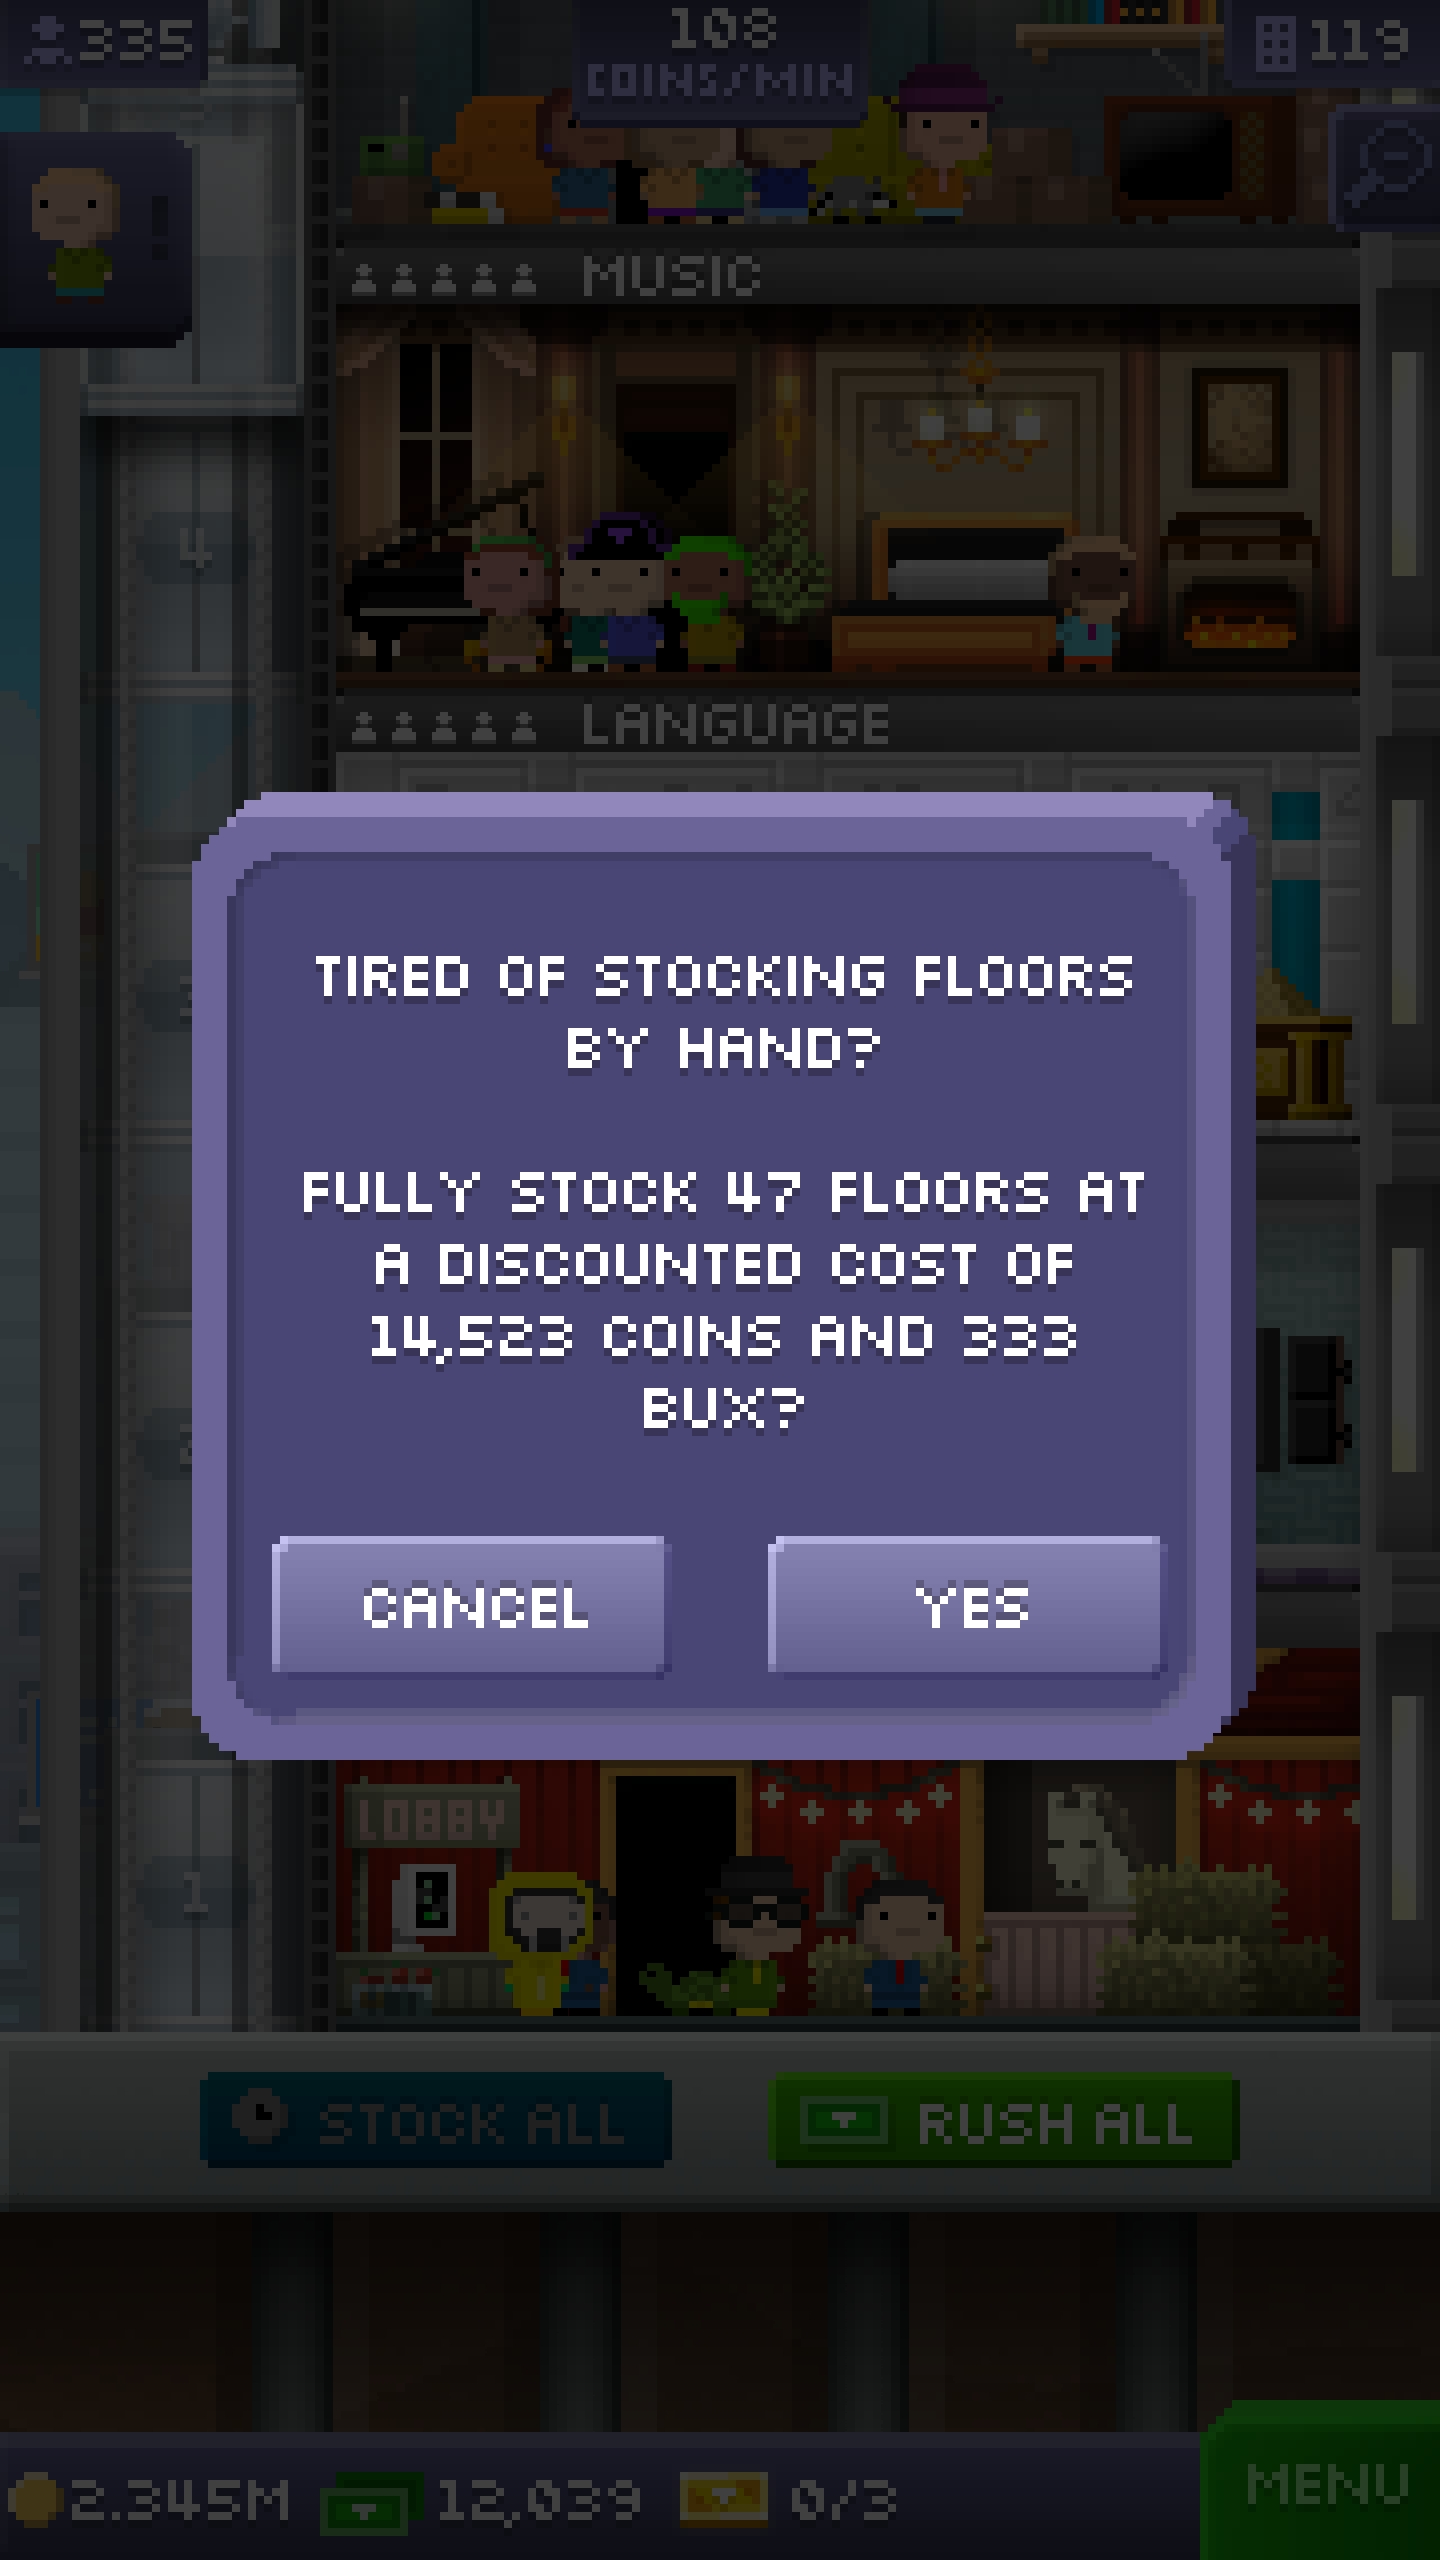 335
108
COINS/MIN
119
MUSIC
4
LANGUAGE
TIRED OF STOCKING FLOORS
BY HAND?
FULLY STOCK 47 FLOORS AT
A DISCOUNTED COST OF
14,523 COINS AND 333
BUX?
CANCEL
YES
LOBBY
1
STOCK ALL
RUSH ALL
2.345M
12,039
0/3
MENU